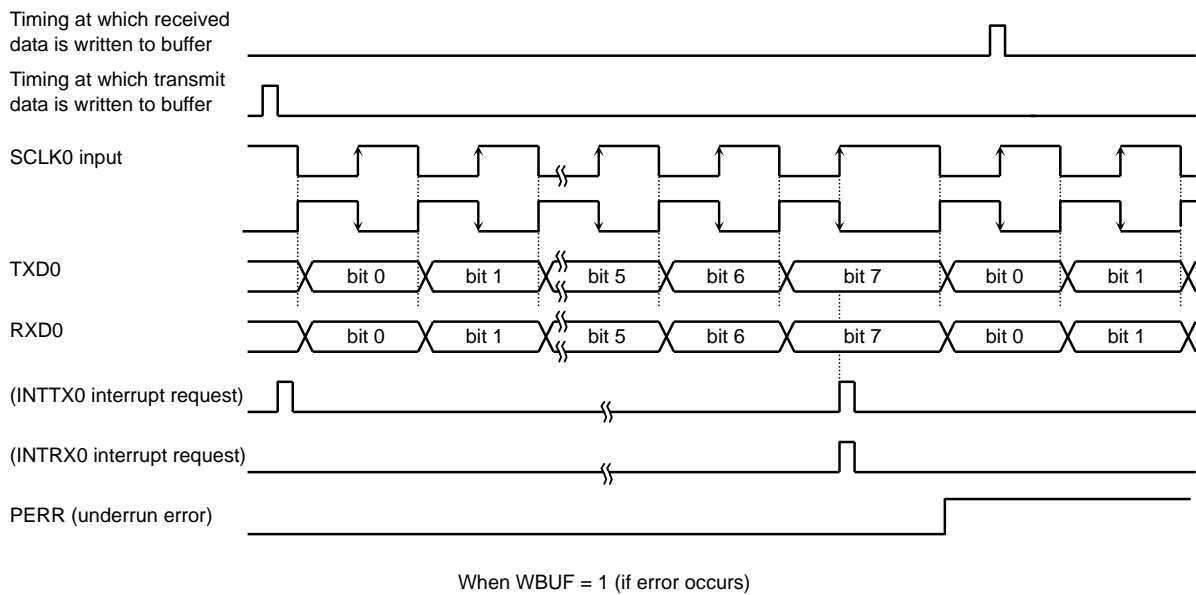 Timing at which received
data is written to buffer
Timing at which transmit
data is written to buffer
SCLK0 input
TXD0
bit 0 bit 1 bit 5 bit 6 bit 7 bit 0 bit 1
RXD0
bit 0 bit 1 bit 5 bit 6 bit 7 bit 0 bit 1
(INTTX0 interrupt request)
(INTRX0 interrupt request)
PERR (underrun error)
When WBUF = 1 (if error occurs)